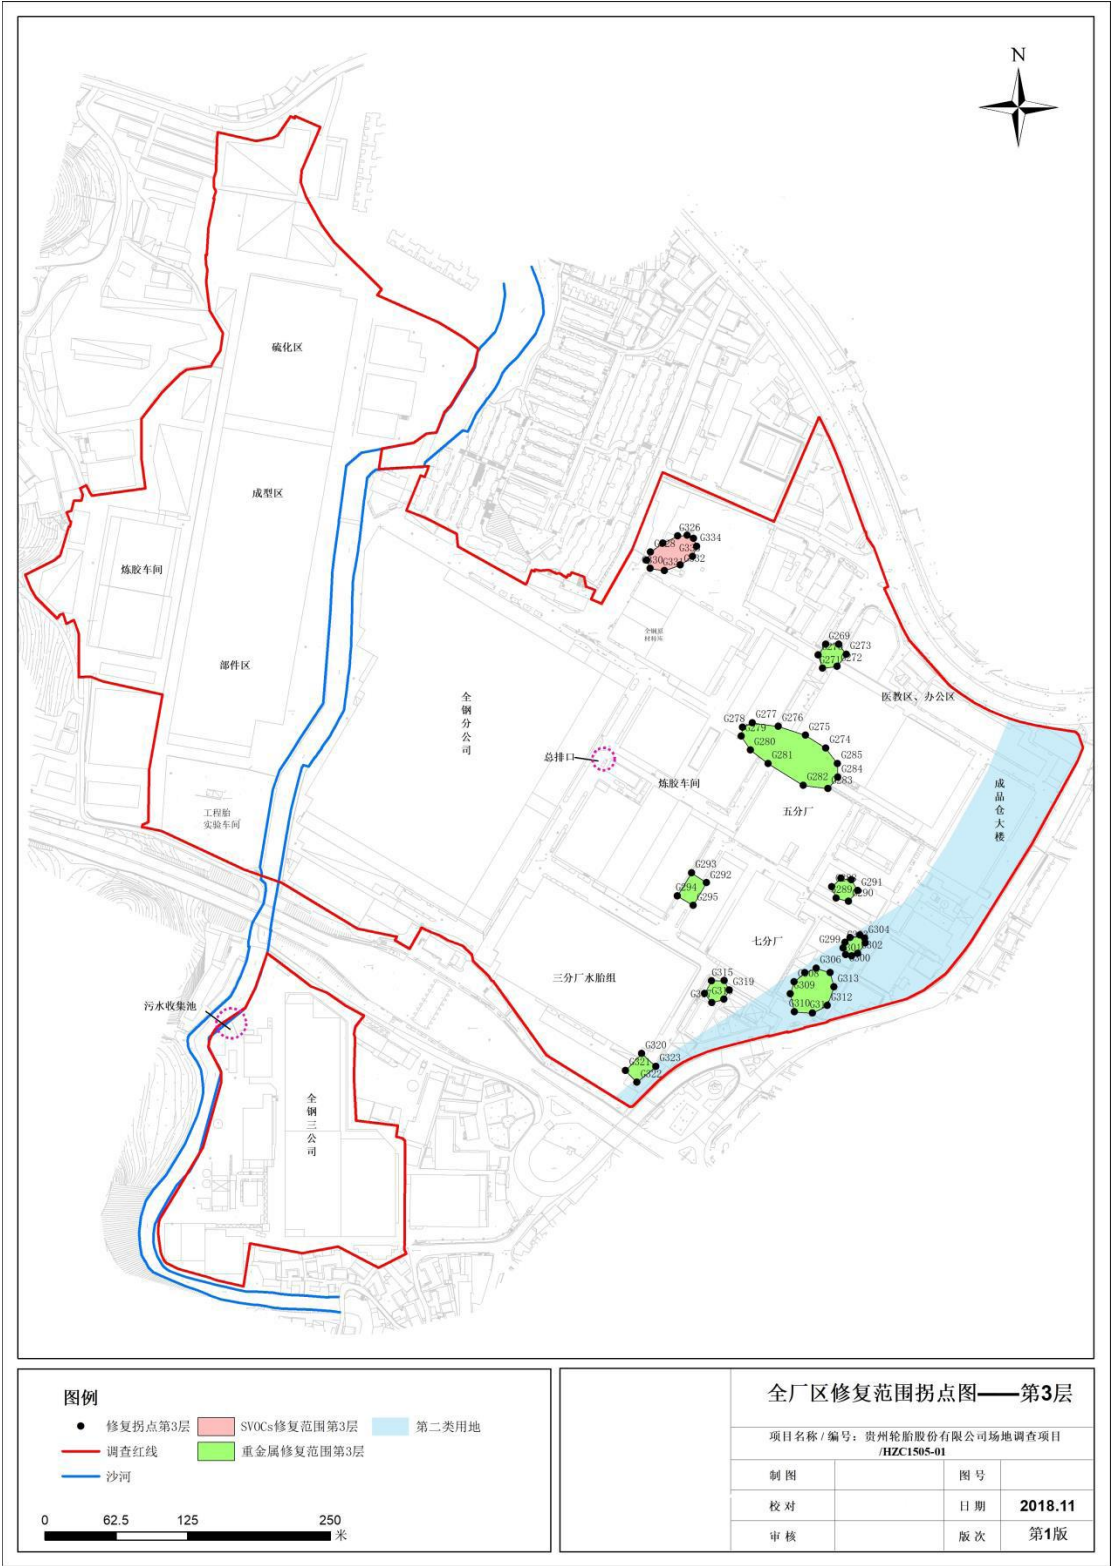 N
硫化区
成型区
炼胶车间
部件区
全钢分公司
工程胎
实验车间
总排口
炼胶车间
五分厂
医教区、办公区
成品仓大楼
七分厂
三分厂水胎组
污水收集池
全钢三公司
G326
G334
G332
G331
G269
G273
G272
G271
G278
G277
G276
G279
G275
G280
G274
G281
G285
G284
G282
G283
G293
G292
G294
G295
G291
G289
G290
G304
G299
G302
G301
G300
G306
G308
G313
G309
G312
G310
G315
G319
G320
G323
G321
G322
图例
修复拐点第3层
SVOCs修复范围第3层
第二类用地
调查红线
重金属修复范围第3层
沙河
0 62.5 125 250
米
全厂区修复范围拐点图——第3层
项目名称 / 编号：贵州轮胎股份有限公司场地调查项目
/HZC1505-01
制 图 图 号
校 对 日 期 2018.11
审 核 版 次 第1版